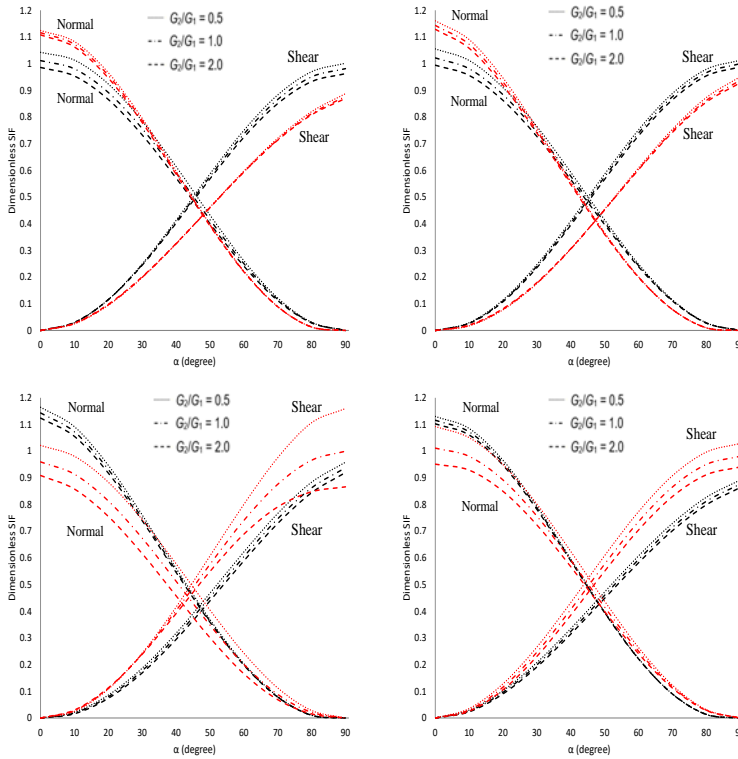 1.2
1.1
1
0.9
0.8
0.7
0.6
0.5
0.4
0.3
0.2
0.1
0
Dimensionless SIF
Normal
Normal
G₂/G₁ = 0.5
G₂/G₁ = 1.0
G₂/G₁ = 2.0
Shear
Shear
0 10 20 30 40 50 60 70 80 90
α (degree)
1.2
1.1
1
0.9
0.8
0.7
0.6
0.5
0.4
0.3
0.2
0.1
0
Dimensionless SIF
Normal
Normal
G₂/G₁ = 0.5
G₂/G₁ = 1.0
G₂/G₁ = 2.0
Shear
Shear
0 10 20 30 40 50 60 70 80 90
α (degree)
1.2
1.1
1
0.9
0.8
0.7
0.6
0.5
0.4
0.3
0.2
0.1
0
Dimensionless SIF
Normal
Normal
G₂/G₁ = 0.5
G₂/G₁ = 1.0
G₂/G₁ = 2.0
Shear
Shear
0 10 20 30 40 50 60 70 80 90
α (degree)
1.2
1.1
1
0.9
0.8
0.7
0.6
0.5
0.4
0.3
0.2
0.1
0
Dimensionless SIF
Normal
Normal
G₂/G₁ = 0.5
G₂/G₁ = 1.0
G₂/G₁ = 2.0
Shear
Shear
0 10 20 30 40 50 60 70 80 90
α (degree)